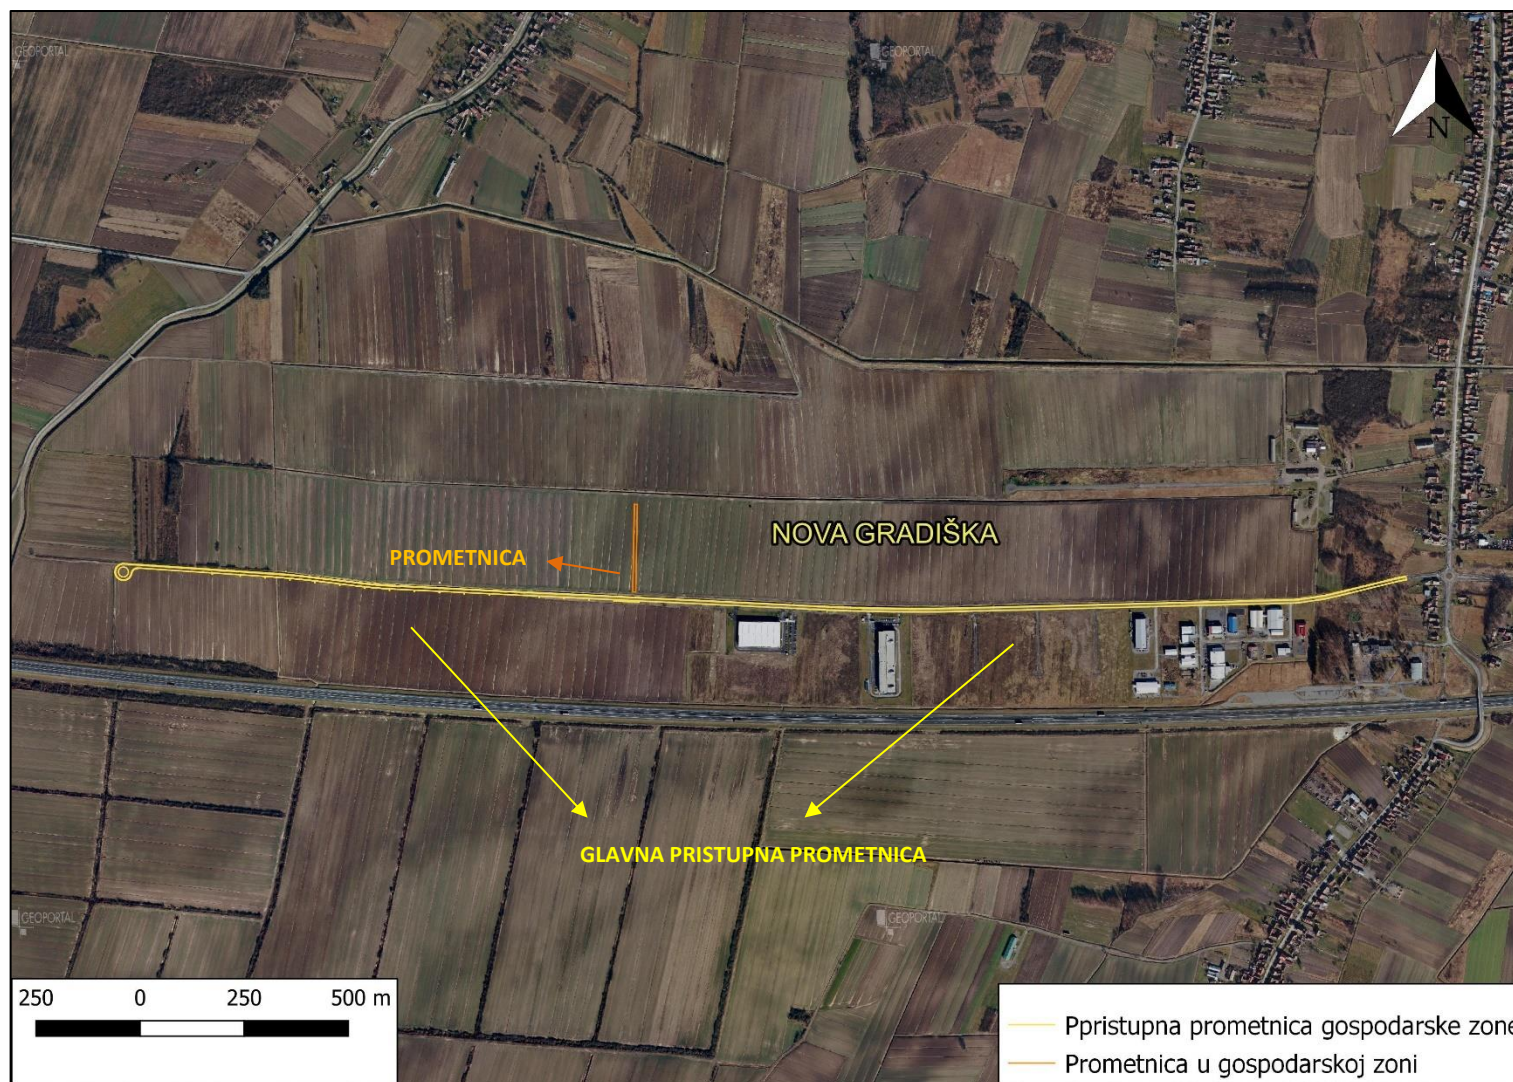 GEOPORTAL
GEOPORTAL
N
NOVA GRADIŠKA
PROMETNICA
GLAVNA PRISTUPNA PROMETNICA
GEOPORTAL
GEOPORTAL
250 0 250 500 m
Ppristupna prometnica gospodarske zone
Prometnica u gospodarskoj zoni